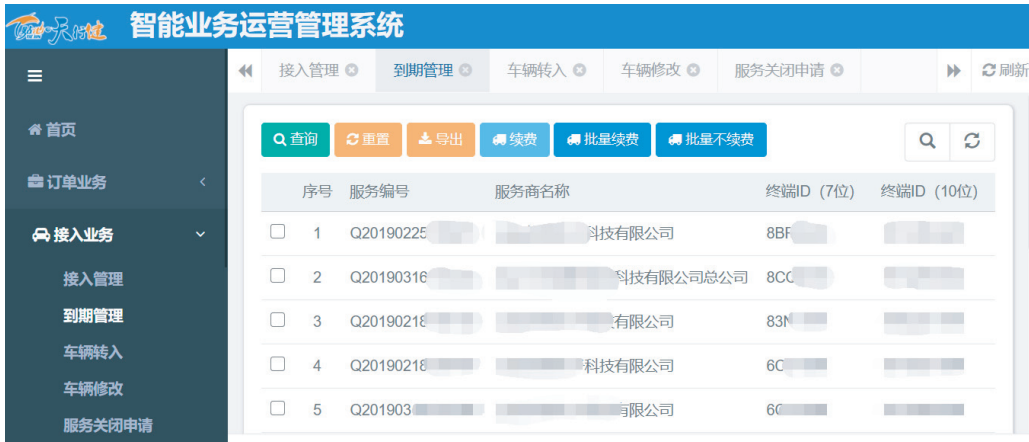 智能业务运营管理系统
接入管理 到期管理 车辆转入 车辆修改 服务关闭申请 刷新
首页
订单业务
接入业务
接入管理
到期管理
车辆转入
车辆修改
服务关闭申请
查询 重置 导出 续费 批量续费 批量不续费
序号 服务编号 服务商名称 终端ID（7位） 终端ID（10位）
1 Q20190225 科技有限公司 8BF
2 Q20190316 科技有限公司总公司 8CC
3 Q20190218 有限公司 83N
4 Q20190218 科技有限公司 6C
5 Q201903 有限公司 6C